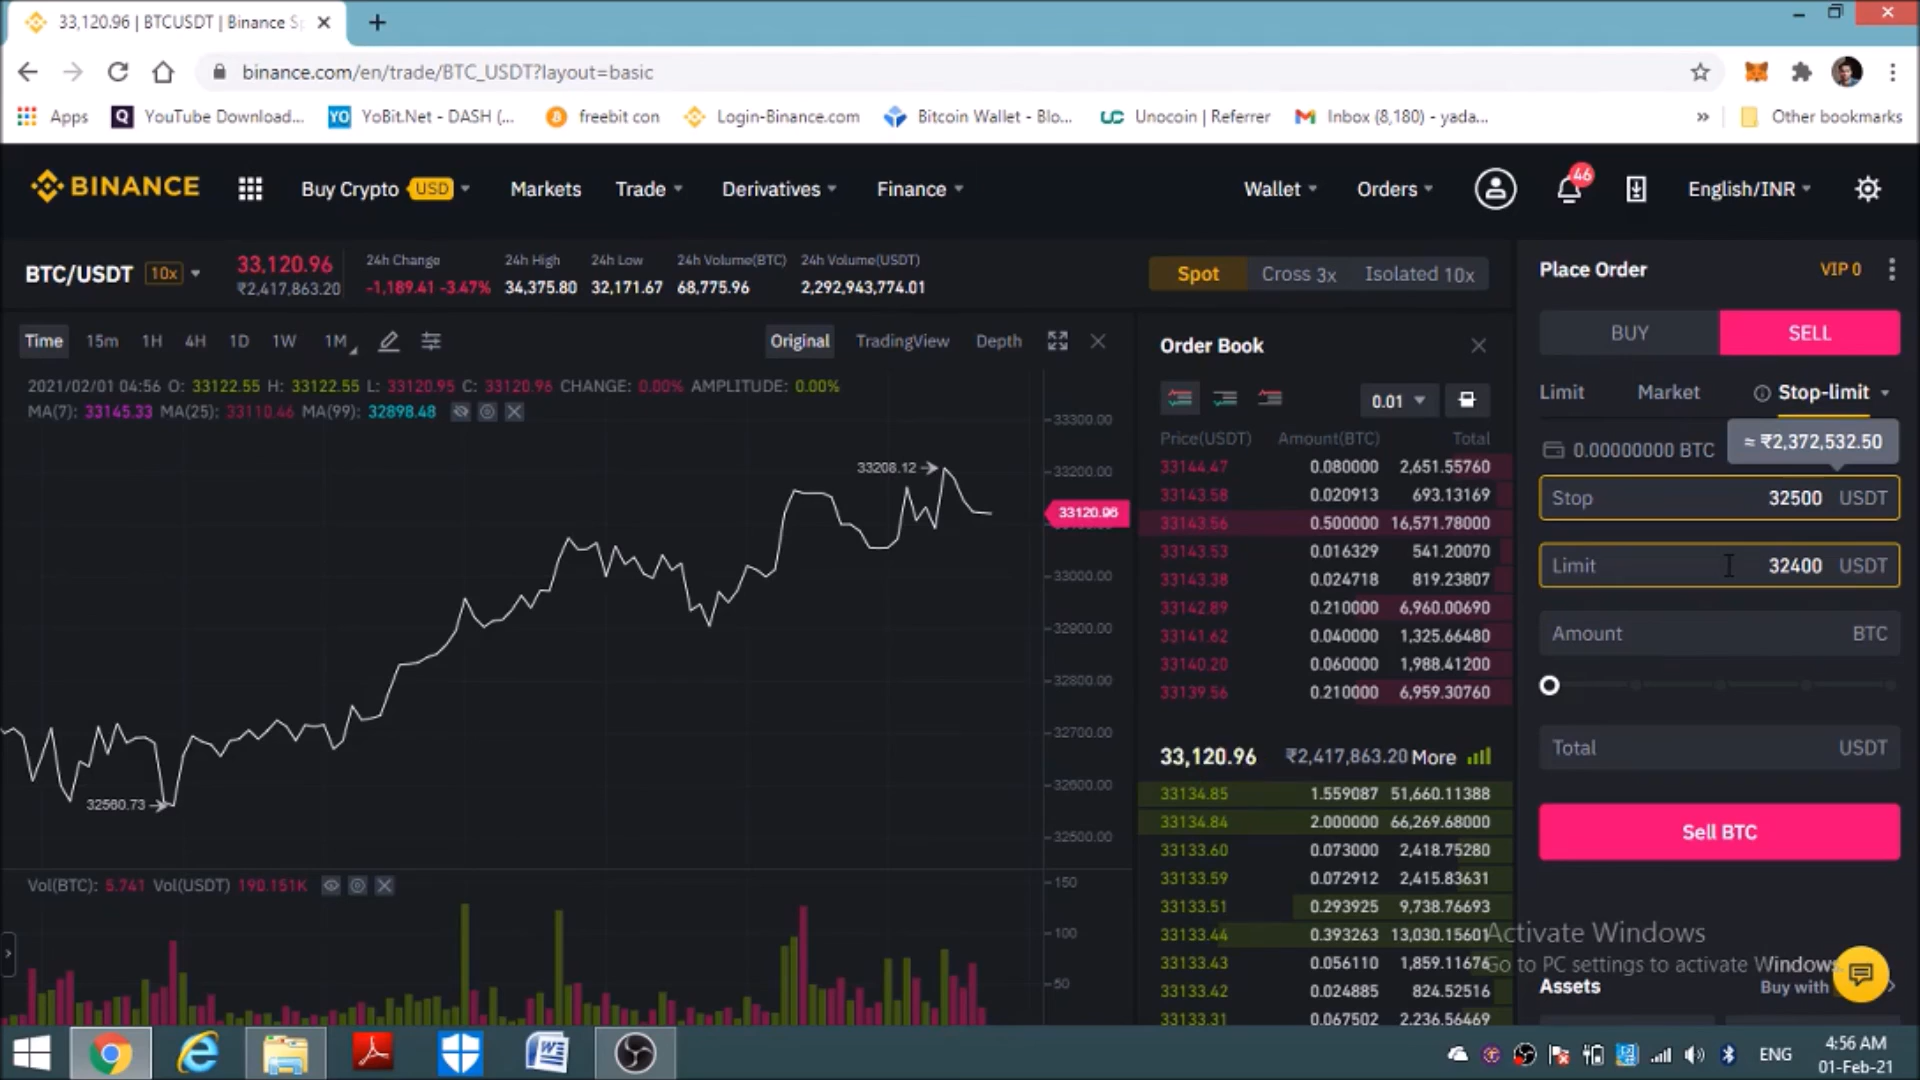 33,120.96 | BTCUSDT | Binance Sp
binance.com/en/trade/BTC_USDT?layout=basic
Apps
YouTube Download...
YO YoBit.Net - DASH (...
freebit con
Login-Binance.com
Bitcoin Wallet - Blo...
UC Unocoin | Referrer
Inbox (8,180) - yada...
»
Other bookmarks
BINANCE
Buy Crypto USD
Markets
Trade
Derivatives
Finance
Wallet
Orders
46
English/INR
BTC/USDT 10x
33,120.96
₹2,417,863.20
24h Change
-1,189.41 -3.47%
24h High
34,375.80
24h Low
32,171.67
24h Volume(BTC)
68,775.96
24h Volume(USDT)
2,292,943,774.01
Spot Cross 3x Isolated 10x
Time 15m 1H 4H 1D 1W 1M
Original TradingView Depth
2021/02/01 04:56 O: 33122.55 H: 33122.55 L: 33120.95 C: 33120.96 CHANGE: 0.00% AMPLITUDE: 0.00%
MA(7): 33145.33 MA(25): 33110.46 MA(99): 32898.48
33300.00
33200.00
33208.12
33120.96
33000.00
32900.00
32800.00
32700.00
32600.00
32560.73
32500.00
Vol(BTC): 5.741 Vol(USDT) 190.151K
150
100
50
Order Book
0.01
Price(USDT) Amount(BTC) Total
33144.47 0.080000 2,651.55760
33143.58 0.020913 693.13169
33143.56 0.500000 16,571.78000
33143.53 0.016329 541.20070
33143.38 0.024718 819.23807
33142.89 0.210000 6,960.00690
33141.62 0.040000 1,325.66480
33140.20 0.060000 1,988.41200
33139.56 0.210000 6,959.30760
33,120.96 ₹2,417,863.20 More
33134.85 1.559087 51,660.11388
33134.84 2.000000 66,269.68000
33133.60 0.073000 2,418.75280
33133.59 0.072912 2,415.83631
33133.51 0.293925 9,738.76693
33133.44 0.393263 13,030.15601
33133.43 0.056110 1,859.11676
33133.42 0.024885 824.52516
33133.31 0.067502 2,236.56469
Place Order
VIP 0
BUY SELL
Limit Market Stop-limit
0.00000000 BTC
≈ ₹2,372,532.50
Stop 32500 USDT
Limit 32400 USDT
Amount BTC
Total USDT
Sell BTC
Activate Windows
Go to PC settings to activate Windows.
Assets
Buy with
ENG
4:56 AM
01-Feb-21